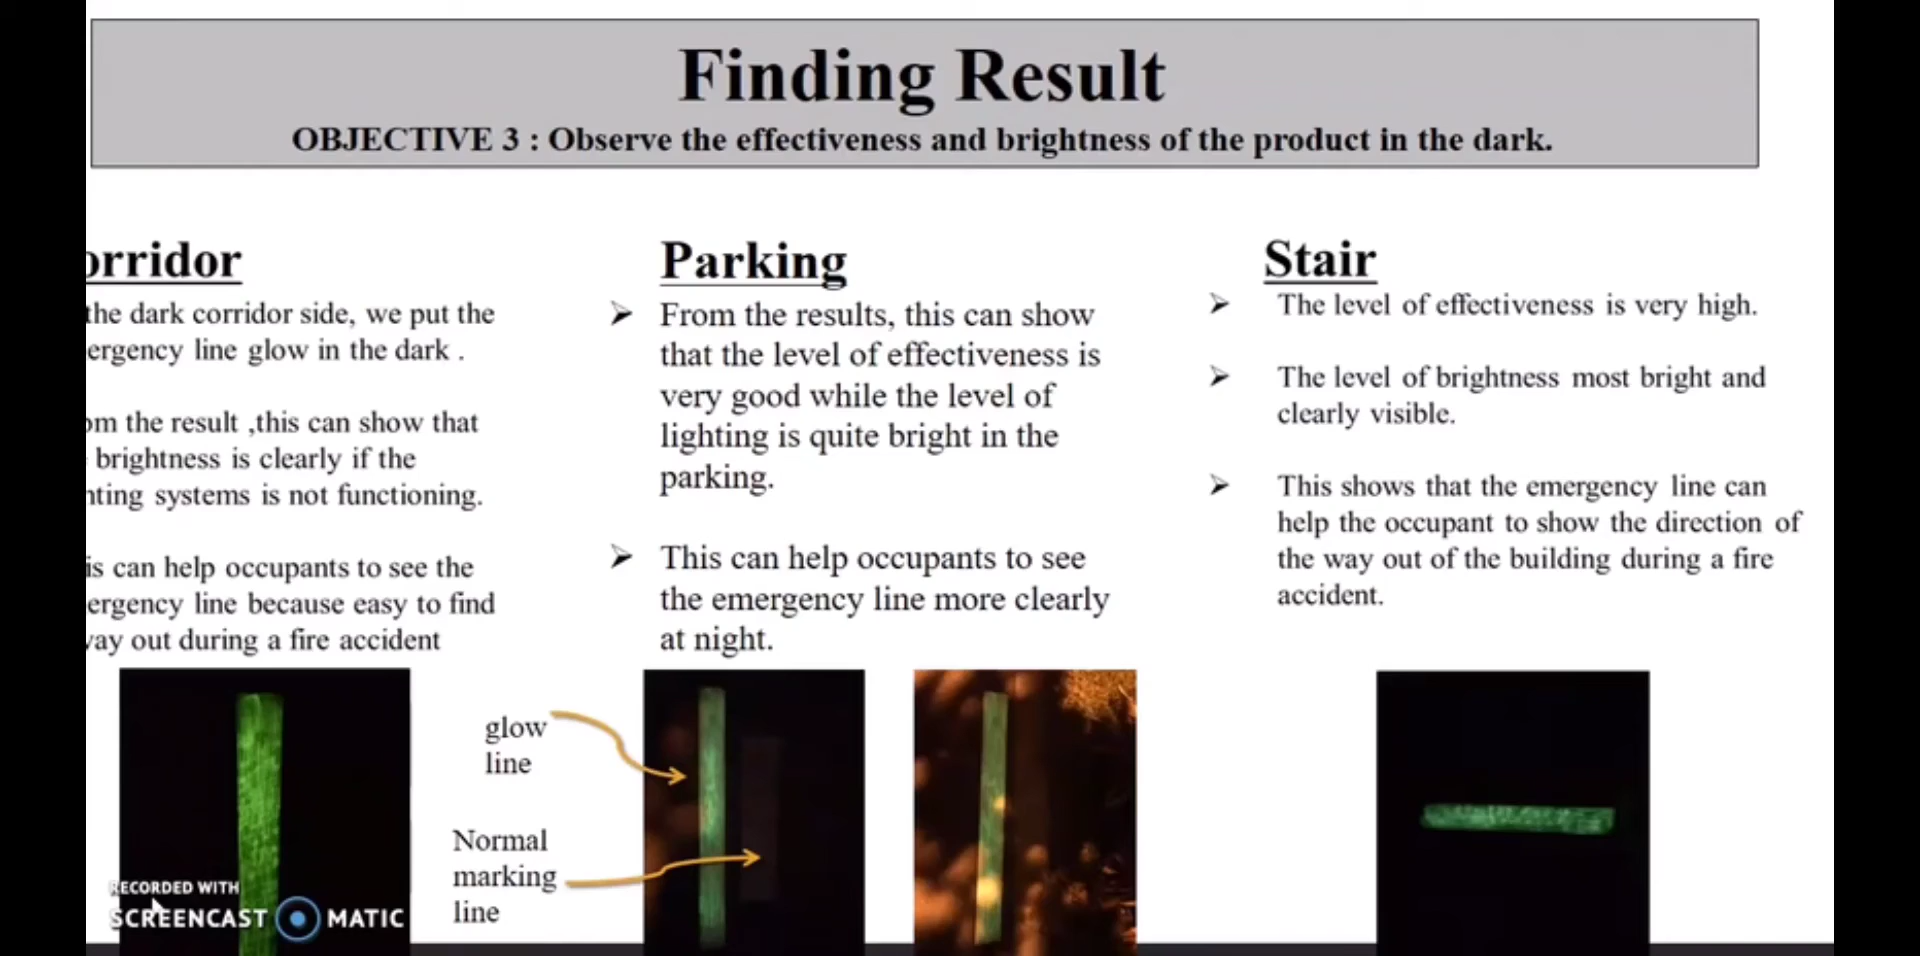 Finding Result
OBJECTIVE 3 : Observe the effectiveness and brightness of the product in the dark.
orridor
the dark corridor side, we put the
ergency line glow in the dark .
om the result ,this can show that
brightness is clearly if the
nting systems is not functioning.
is can help occupants to see the
ergency line because easy to find
way out during a fire accident
Parking
➢ From the results, this can show
that the level of effectiveness is
very good while the level of
lighting is quite bright in the
parking.
➢ This can help occupants to see
the emergency line more clearly
at night.
Stair
➢ The level of effectiveness is very high.
➢ The level of brightness most bright and
clearly visible.
➢ This shows that the emergency line can
help the occupant to show the direction of
the way out of the building during a fire
accident.
glow
line
Normal
marking
line
RECORDED WITH
SCREENCAST MATIC